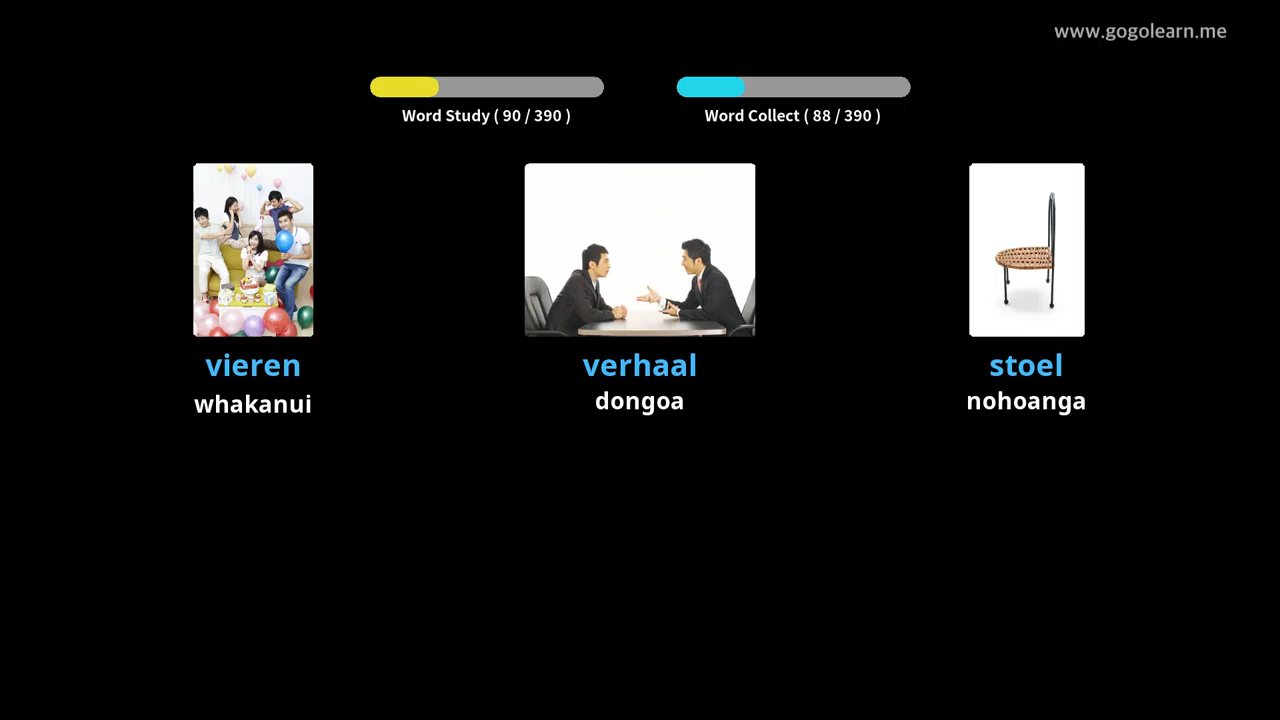 www.gogolearn.me
Word Study ( 90 / 390 )
Word Collect ( 88 / 390 )
vieren
verhaal
stoel
whakanui
dongoa
nohoanga